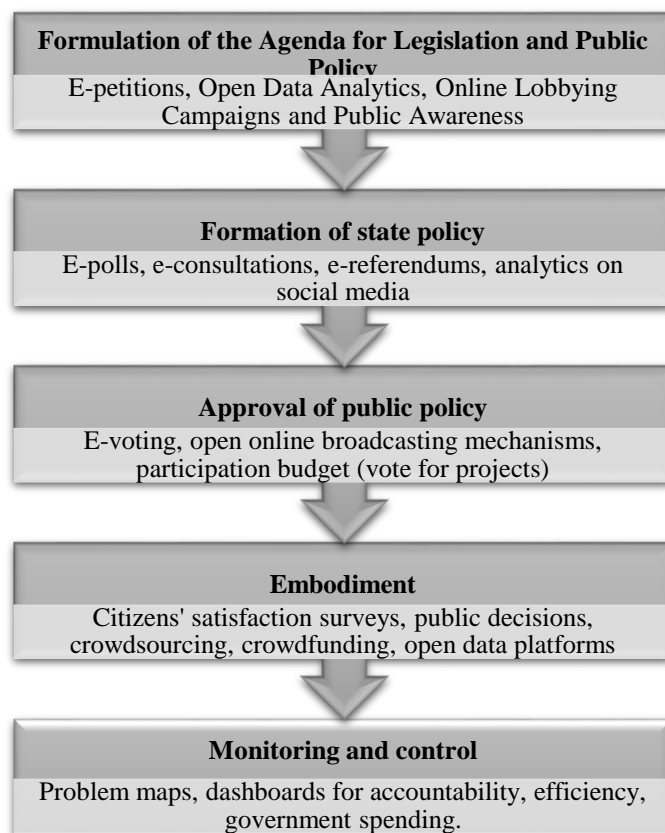 Formulation of the Agenda for Legislation and Public
Policy
E-petitions, Open Data Analytics, Online Lobbying
Campaigns and Public Awareness
Formation of state policy
E-polls, e-consultations, e-referendums, analytics on
social media
Approval of public policy
E-voting, open online broadcasting mechanisms,
participation budget (vote for projects)
Embodiment
Citizens' satisfaction surveys, public decisions,
crowdsourcing, crowdfunding, open data platforms
Monitoring and control
Problem maps, dashboards for accountability, efficiency,
government spending.